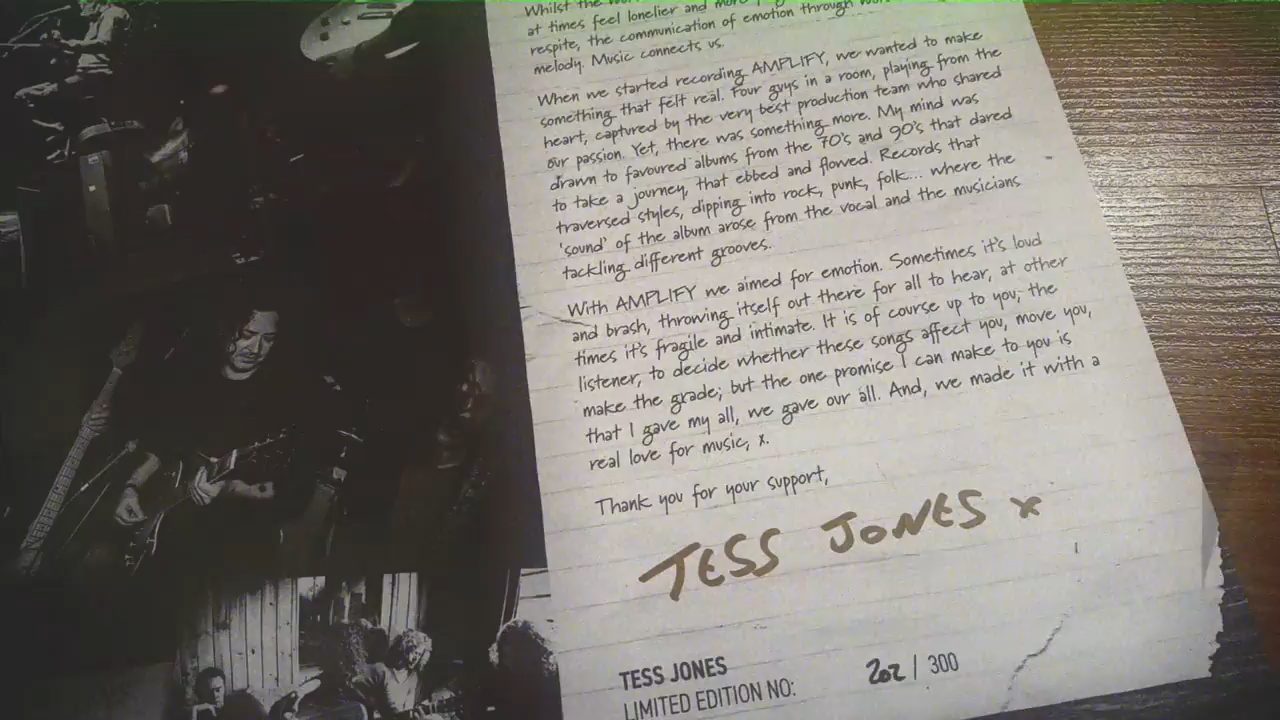 Whilst the
at times feel lonelier and more
respite, the communication of emotion through
melody. Music connects us.
When we started recording AMPLIFY, we wanted to make
something that felt real. Four guys in a room, playing from the
heart, captured by the very best production team who shared
our passion. Yet, there was something more. My mind was
drawn to favoured albums from the 70's and 90's that dared
to take a journey, that ebbed and flowed. Records that
traversed styles, dipping into rock, punk, folk... where the
'sound' of the album arose from the vocal and the musicians
tackling different grooves.
With AMPLIFY we aimed for emotion. Sometimes it's loud
and brash, throwing itself out there for all to hear, at other
times it's fragile and intimate. It is of course up to you, the
listener, to decide whether these songs affect you, move you,
make the grade; but the one promise I can make to you is
that I gave my all, we gave our all. And, we made it with a
real love for music, x.
Thank you for your support,
TESS JONES x
TESS JONES
LIMITED EDITION NO: 202 / 300